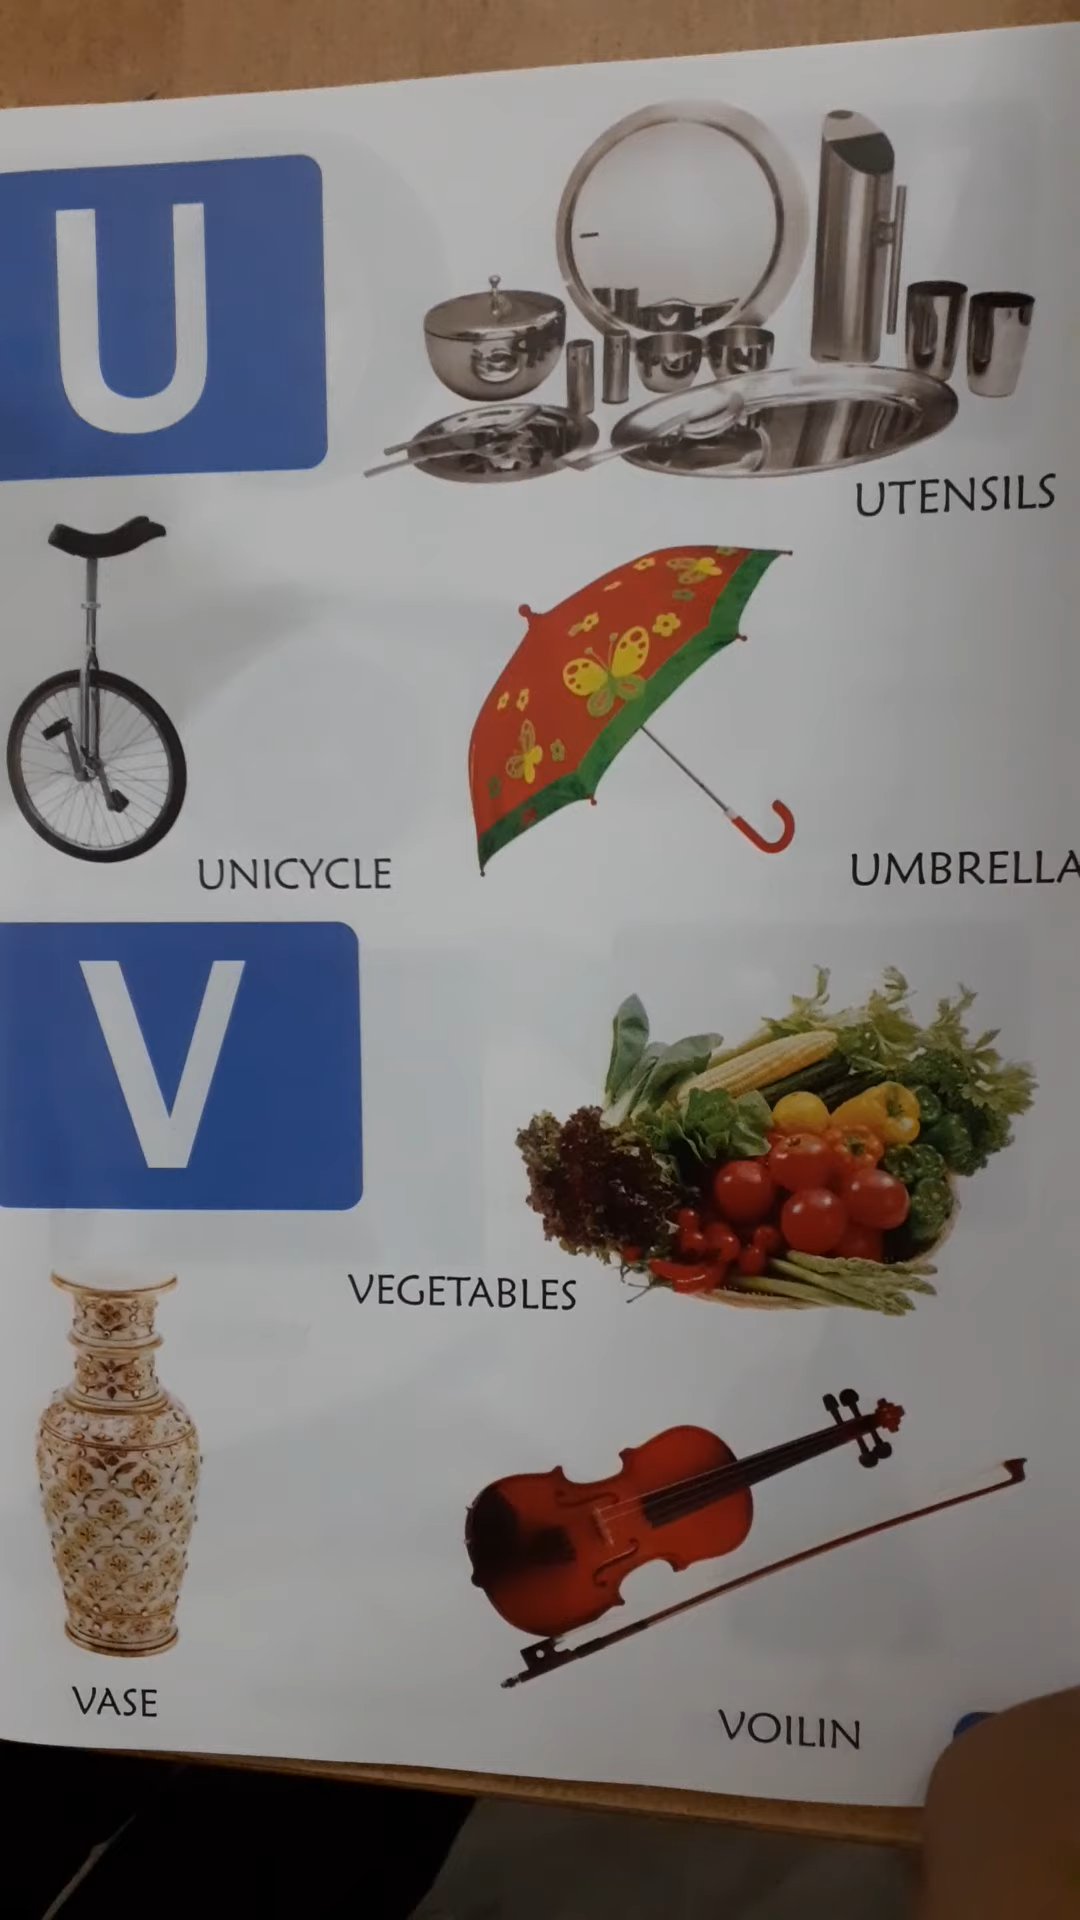 U
UTENSILS
UNICYCLE
UMBRELLA
V
VEGETABLES
VASE
VOILIN